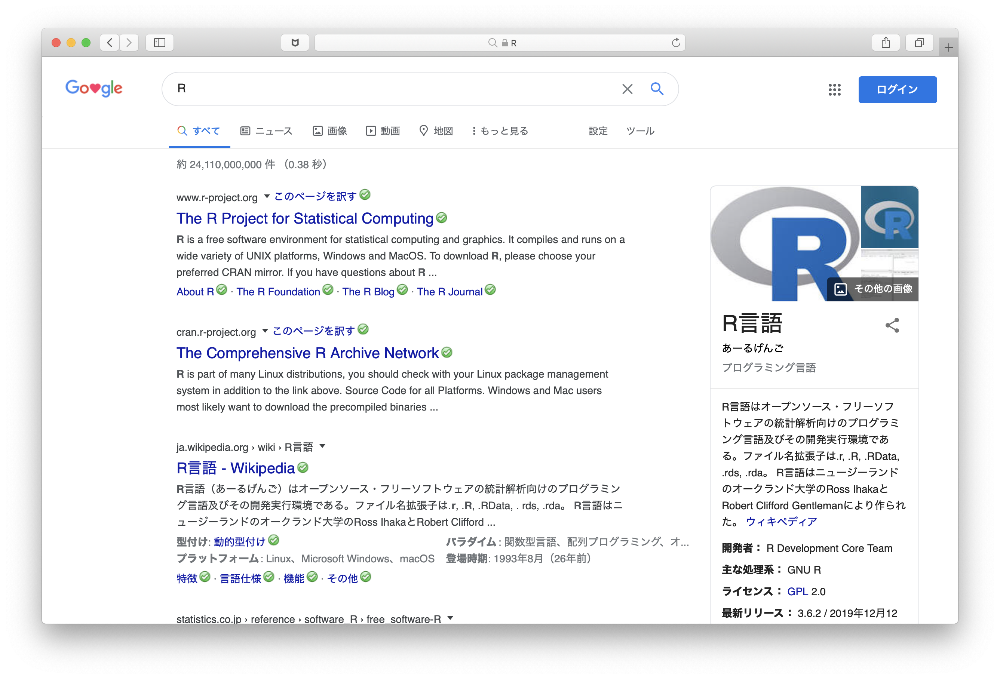 R
Google
R
ログイン
すべて ニュース 画像 動画 地図 もっと見る 設定 ツール
約 24,110,000,000 件 （0.38 秒）
www.r-project.org このページを訳す
The R Project for Statistical Computing
R is a free software environment for statistical computing and graphics. It compiles and runs on a
wide variety of UNIX platforms, Windows and MacOS. To download R, please choose your
preferred CRAN mirror. If you have questions about R ...
About R · The R Foundation · The R Blog · The R Journal
cran.r-project.org このページを訳す
The Comprehensive R Archive Network
R is part of many Linux distributions, you should check with your Linux package management
system in addition to the link above. Source Code for all Platforms. Windows and Mac users
most likely want to download the precompiled binaries ...
ja.wikipedia.org › wiki › R言語
R言語 - Wikipedia
R言語（あーるげんご）はオープンソース・フリーソフトウェアの統計解析向けのプログラミン
グ言語及びその開発実行環境である。ファイル名拡張子は.r, .R, .RData, . rds, .rda。 R言語はニ
ュージーランドのオークランド大学のRoss IhakaとRobert Clifford ...
型付け: 動的型付け パラダイム : 関数型言語、配列プログラミング、オ...
プラットフォーム : Linux、Microsoft Windows、macOS 登場時期: 1993年8月（26年前）
特徴 · 言語仕様 · 機能 · その他
statistics.co.jp › reference › software_R › free_software-R
R
R
その他の画像
R言語
あーるげんご
プログラミング言語
R言語はオープンソース・フリーソフ
トウェアの統計解析向けのプログラミ
ング言語及びその開発実行環境であ
る。ファイル名拡張子は.r, .R, .RData,
.rds, .rda。 R言語はニュージーランド
のオークランド大学のRoss Ihakaと
Robert Clifford Gentlemanにより作られ
た。 ウィキペディア
開発者： R Development Core Team
主な処理系： GNU R
ライセンス： GPL 2.0
最新リリース： 3.6.2 / 2019年12月12